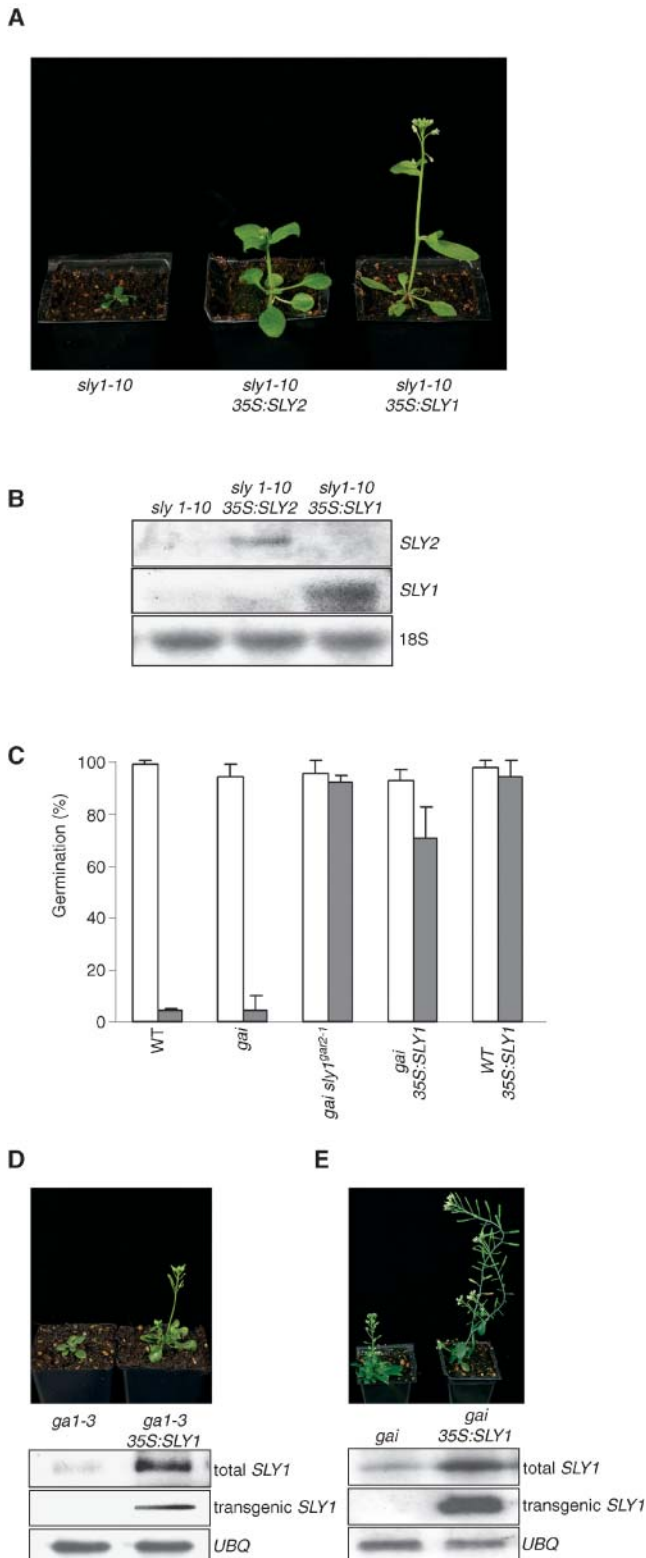 A
sly1-10
sly1-10
35S:SLY2
sly1-10
35S:SLY1
B
sly 1-10
sly 1-10
35S:SLY2
sly1-10
35S:SLY1
SLY2
SLY1
18S
C
Germination (%)
100
80
60
40
20
0
WT
gai
gai sly1gar2-1
gai
35S:SLY1
WT
35S:SLY1
D
ga1-3
ga1-3
35S:SLY1
total SLY1
transgenic SLY1
UBQ
E
gai
gai
35S:SLY1
total SLY1
transgenic SLY1
UBQ